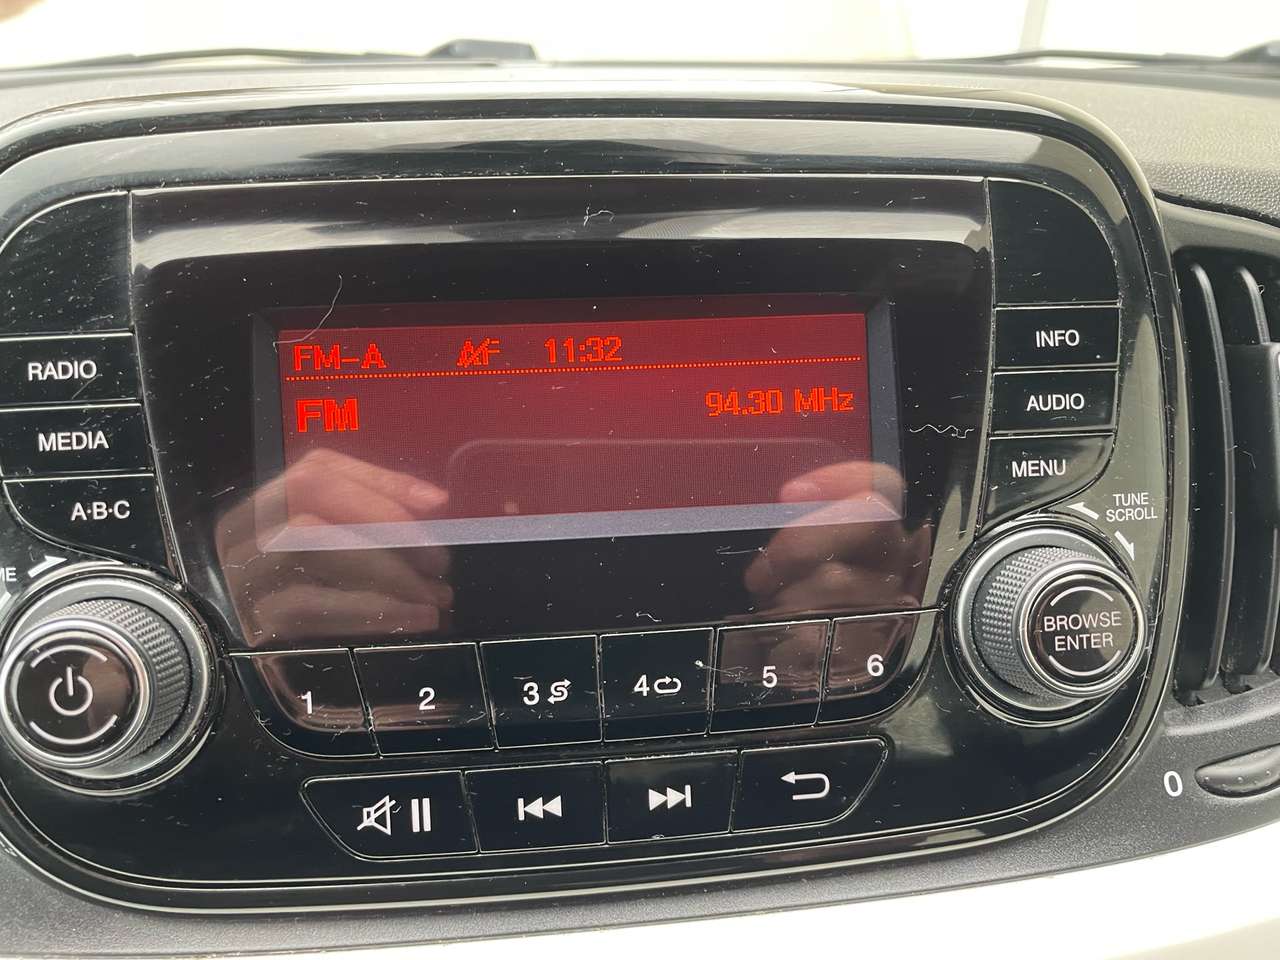 FM-A AF 11:32
FM 94.30 MHz
RADIO
MEDIA
A·B·C
INFO
AUDIO
MENU
TUNE
SCROLL
BROWSE
ENTER
1 2 3 4 5 6
0